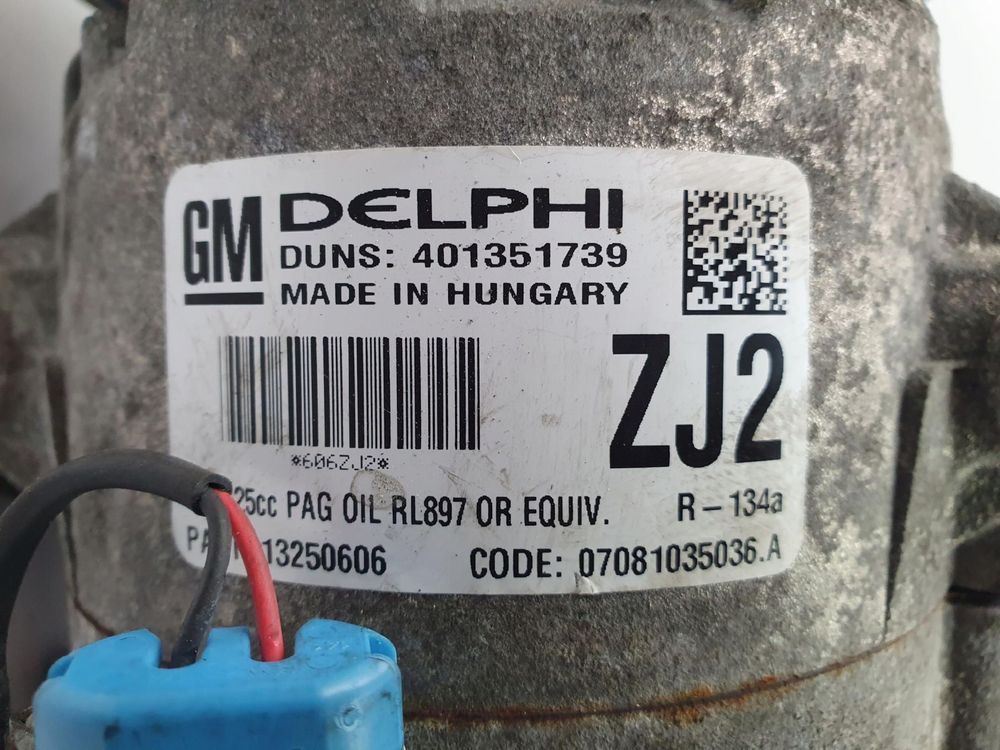 GM DELPHI
DUNS: 401351739
MADE IN HUNGARY
ZJ2
*606ZJ2*
25cc PAG OIL RL897 OR EQUIV. R-134a
13250606 CODE: 07081035036.A